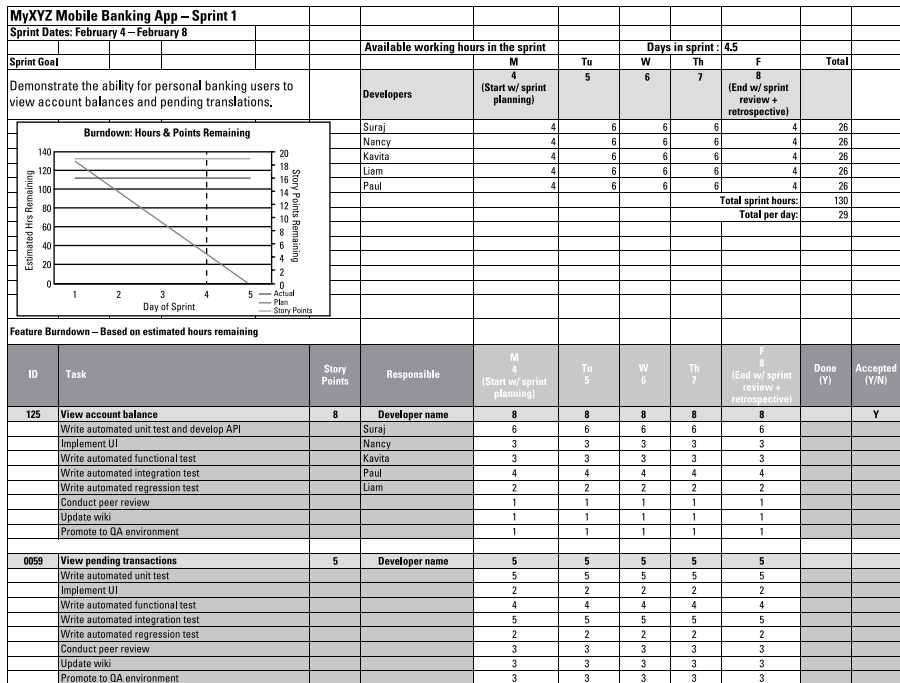 MyXYZ Mobile Banking App – Sprint 1
Sprint Dates: February 4 – February 8
Available working hours in the sprint Days in sprint : 4.5
Sprint Goal M Tu W Th F Total
Demonstrate the ability for personal banking users to
view account balances and pending translations.
Developers 4 (Start w/ sprint planning) 5 6 7 8 (End w/ sprint review + retrospective)
Suraj 4 6 6 6 4 26
Nancy 4 6 6 6 4 26
Kavita 4 6 6 6 4 26
Liam 4 6 6 6 4 26
Paul 4 6 6 6 4 26
Total sprint hours: 130
Total per day: 29
Burndown: Hours & Points Remaining
Estimated Hrs Remaining
140
120
100
80
60
40
20
0
Story Points Remaining
20
18
16
14
12
10
8
6
4
2
0
1 2 3 4 5
Day of Sprint
Actual
Plan
Story Points
Feature Burndown – Based on estimated hours remaining
ID Task Story Points Responsible M 4 (Start w/ sprint planning) Tu 5 W 6 Th 7 F 8 (End w/ sprint review + retrospective) Done (Y) Accepted (Y/N)
125 View account balance 8 Developer name 8 8 8 8 8 Y
Write automated unit test and develop API Suraj 6 6 6 6 6
Implement UI Nancy 3 3 3 3 3
Write automated functional test Kavita 3 3 3 3 3
Write automated integration test Paul 4 4 4 4 4
Write automated regression test Liam 2 2 2 2 2
Conduct peer review 1 1 1 1 1
Update wiki 1 1 1 1 1
Promote to QA environment 1 1 1 1 1
0059 View pending transactions 5 Developer name 5 5 5 5 5
Write automated unit test 5 5 5 5 5
Implement UI 2 2 2 2 2
Write automated functional test 4 4 4 4 4
Write automated integration test 5 5 5 5 5
Write automated regression test 2 2 2 2 2
Conduct peer review 3 3 3 3 3
Update wiki 3 3 3 3 3
Promote to QA environment 3 3 3 3 3